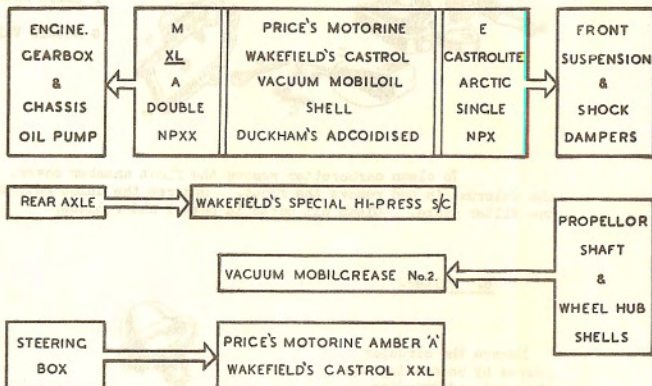 ENGINE. GEARBOX & CHASSIS OIL PUMP
M PRICE'S MOTORINE E
XL WAKEFIELD'S CASTROL CASTROLITE
A VACUUM MOBILOIL ARCTIC
DOUBLE SHELL SINGLE
NPXX DUCKHAM'S ADCOIDISED NPX
FRONT SUSPENSION & SHOCK DAMPERS
REAR AXLE WAKEFIELD'S SPECIAL HI-PRESS S/C
VACUUM MOBILGREASE No.2.
PROPELLOR SHAFT & WHEEL HUB SHELLS
STEERING BOX
PRICE'S MOTORINE AMBER 'A'
WAKEFIELD'S CASTROL XXL